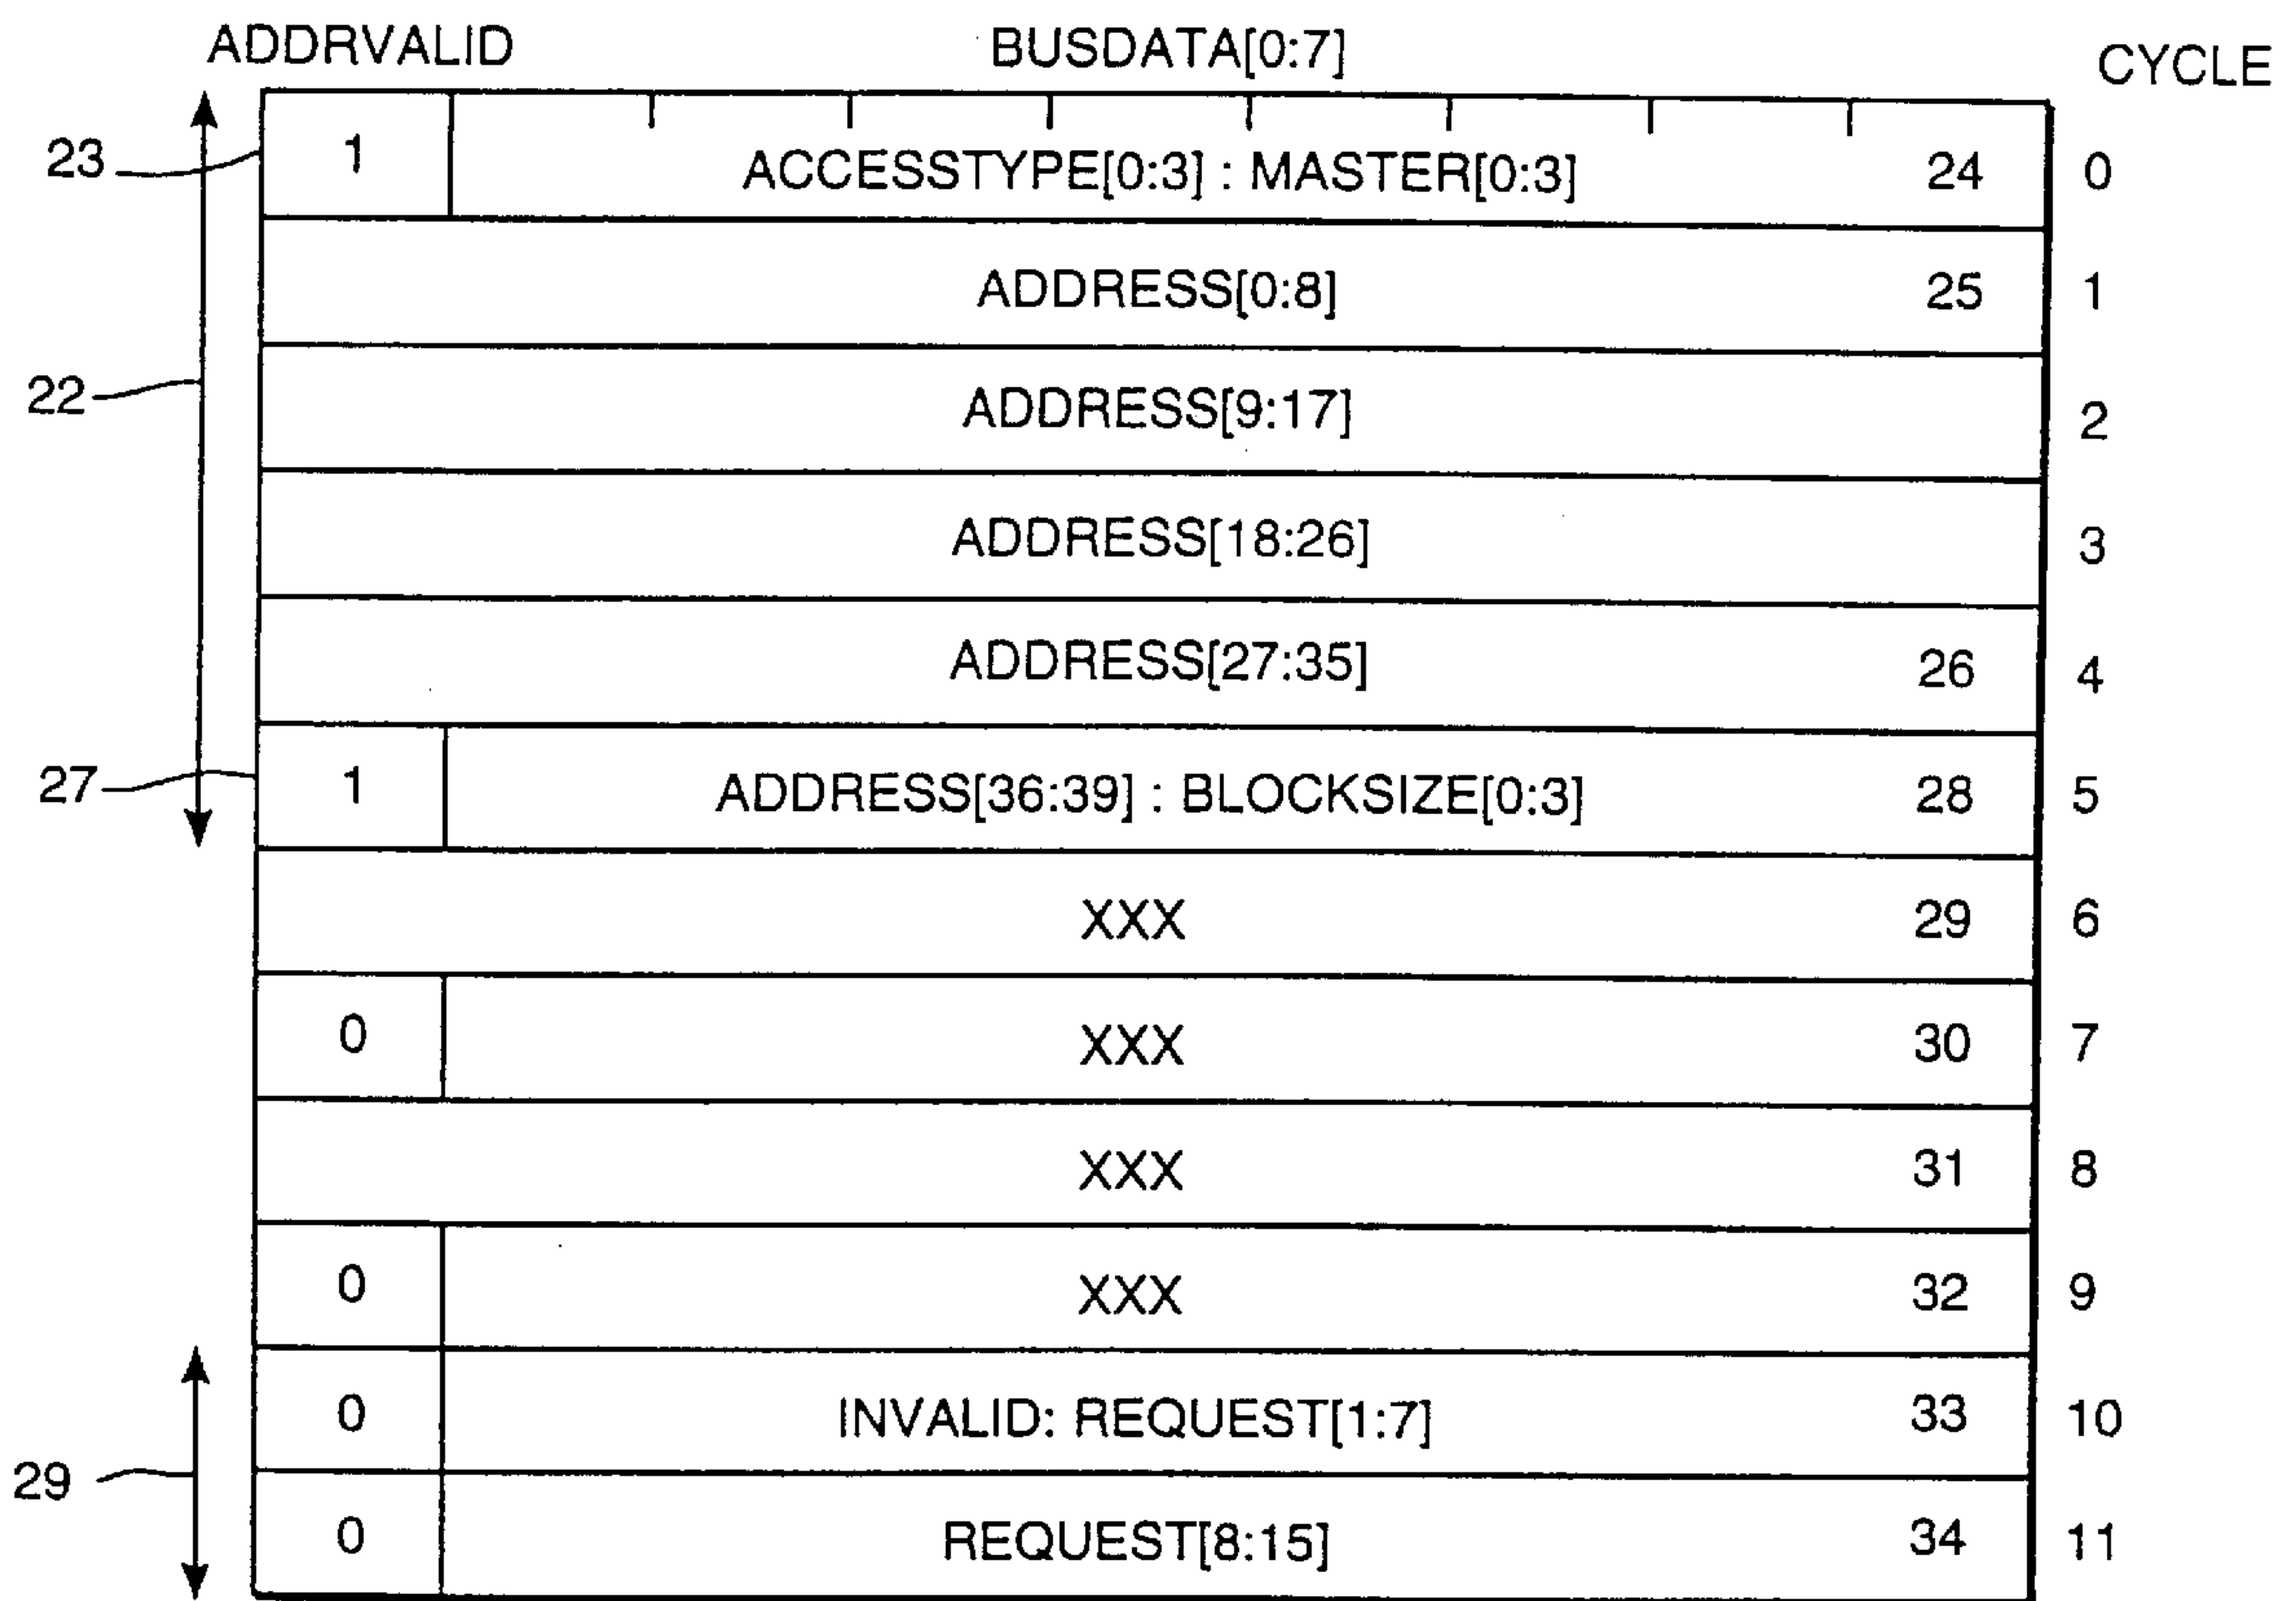 ADDRVALID BUSDATA[0:7] CYCLE
23 1 ACCESSTYPE[0:3] : MASTER[0:3] 24 0
ADDRESS[0:8] 25 1
22 ADDRESS[9:17] 2
ADDRESS[18:26] 3
ADDRESS[27:35] 26 4
27 1 ADDRESS[36:39] : BLOCKSIZE[0:3] 28 5
XXX 29 6
0 XXX 30 7
XXX 31 8
0 XXX 32 9
0 INVALID: REQUEST[1:7] 33 10
29
0 REQUEST[8:15] 34 11